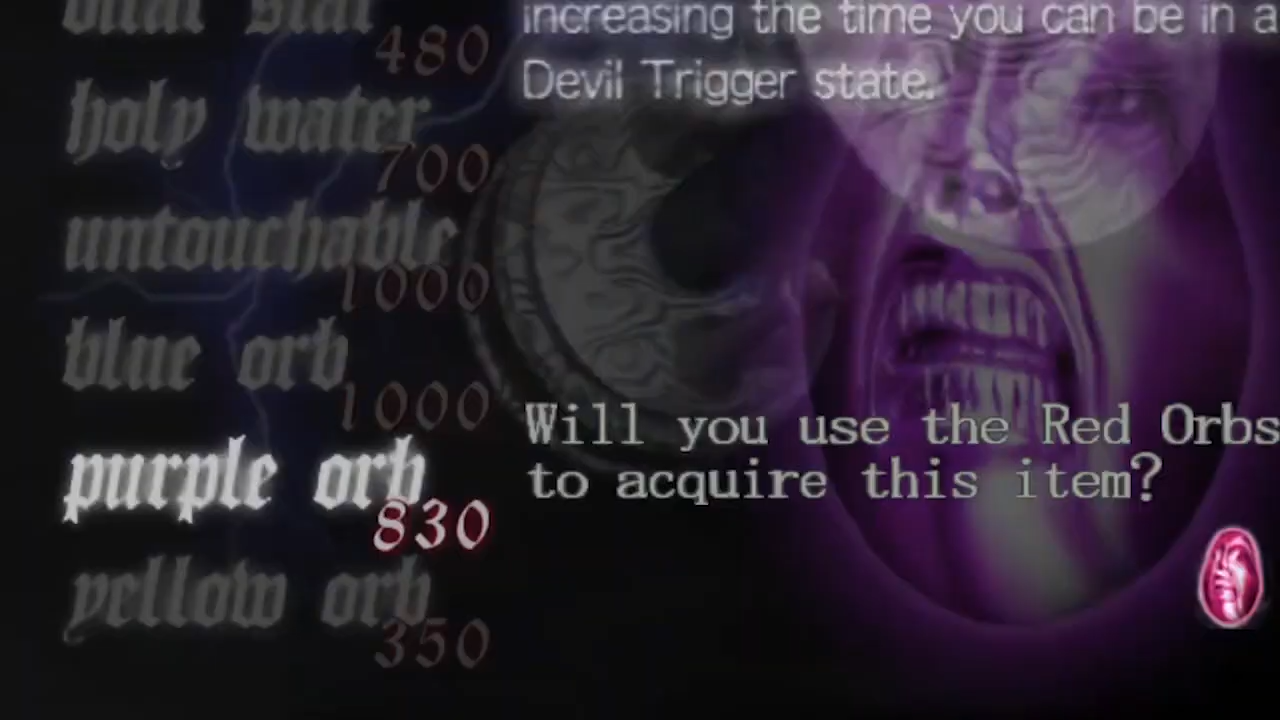 480
holy water
700
untouchable
1000
blue orb
1000
purple orb
830
yellow orb
350
increasing the time you can be in a
Devil Trigger state.
Will you use the Red Orbs
to acquire this item?